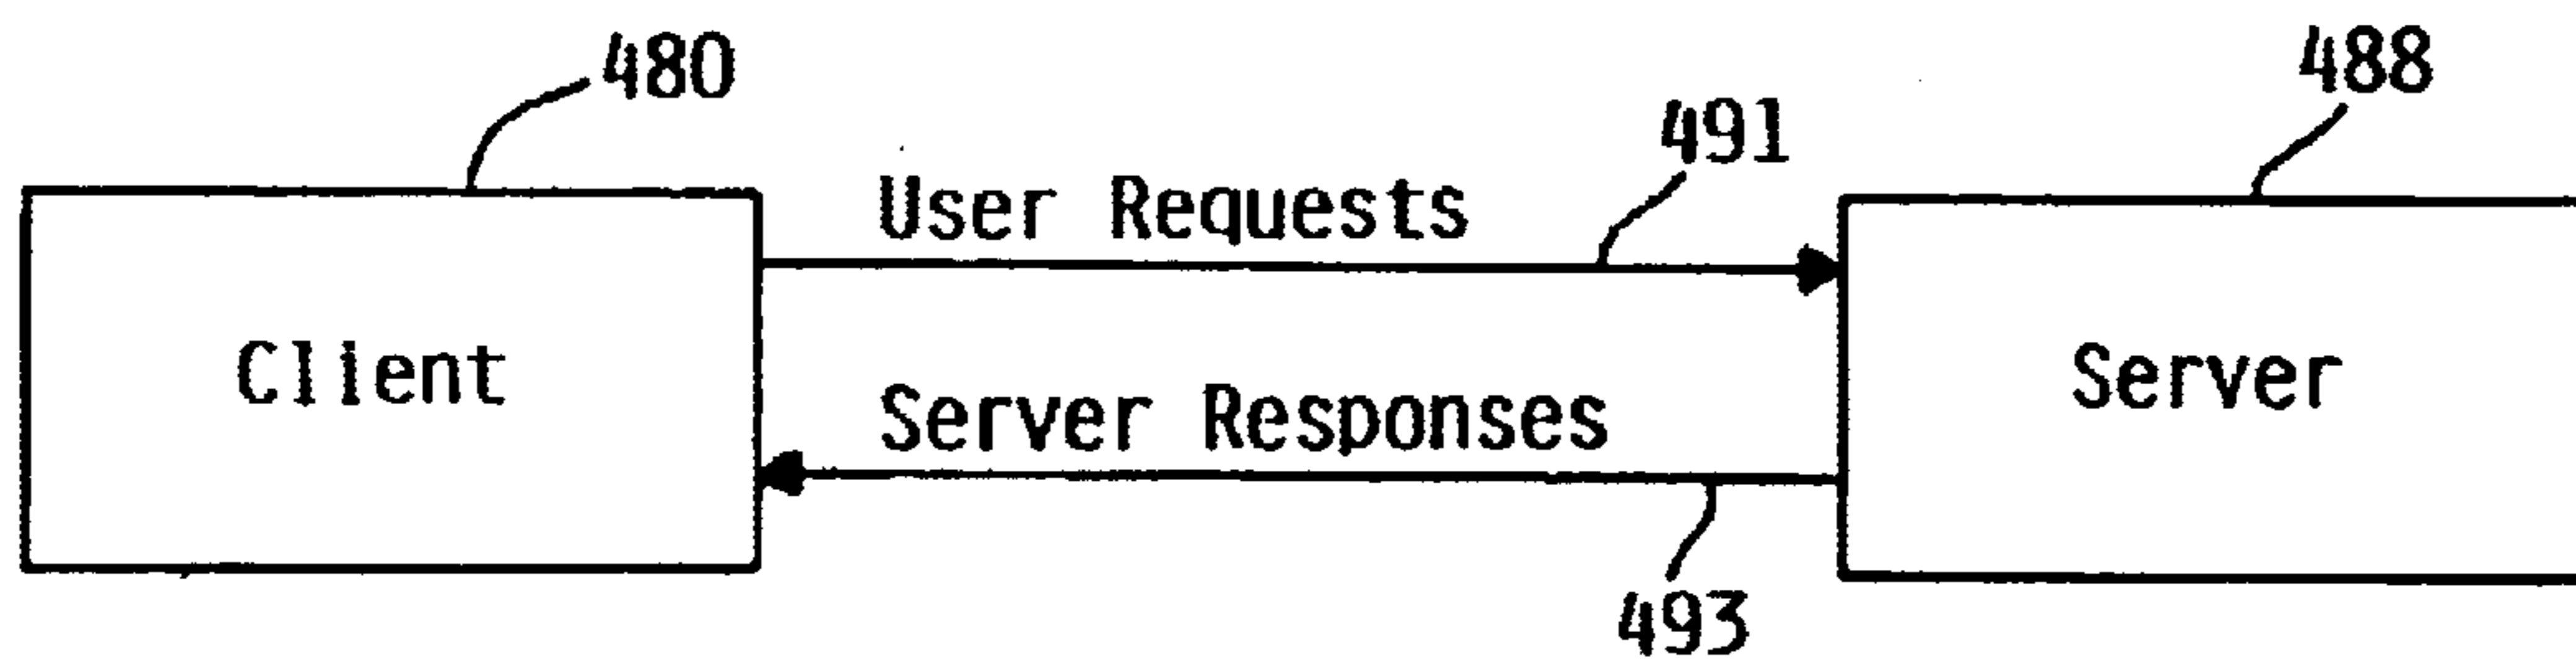 480
488
491
User Requests
Client
Server
Server Responses
493